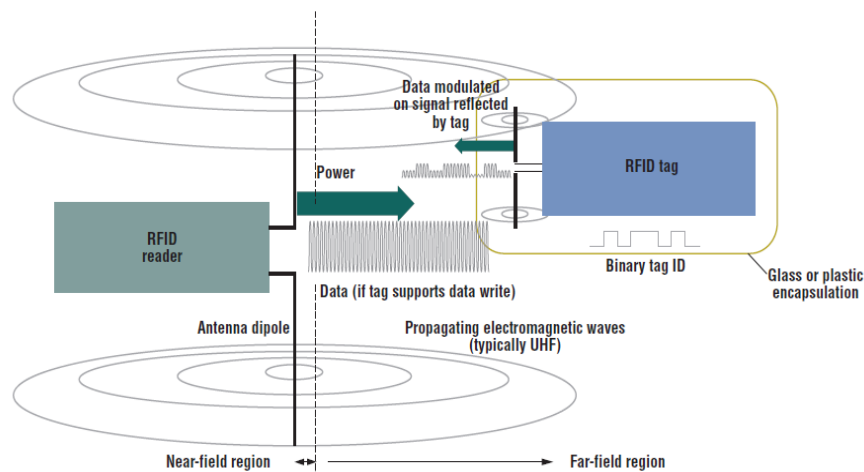 Data modulated
on signal reflected
by tag
Power
RFID tag
RFID
reader
Binary tag ID
Glass or plastic
encapsulation
Data (if tag supports data write)
Antenna dipole
Propagating electromagnetic waves
(typically UHF)
Near-field region
Far-field region